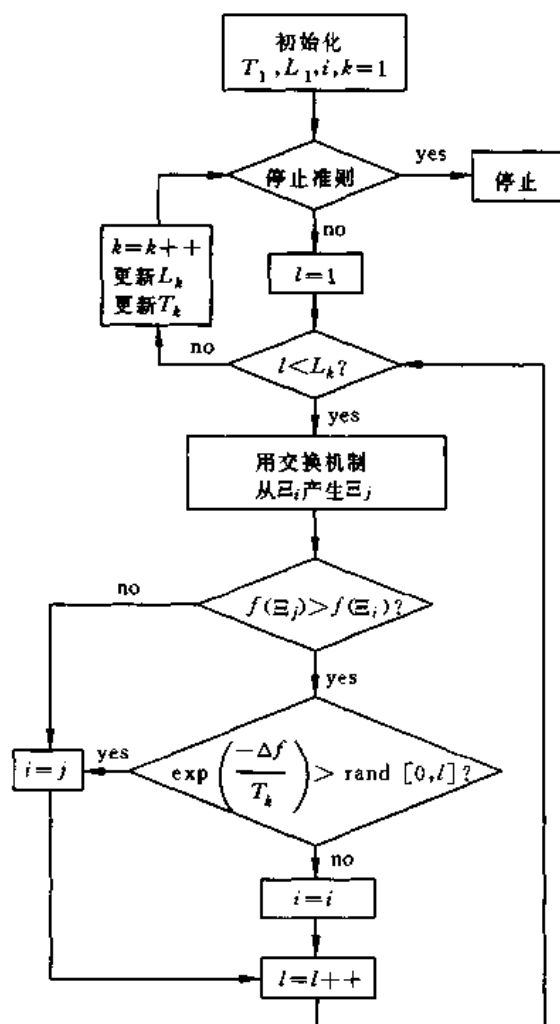 初始化
T₁,L₁,i,k=1
停止准则
yes
停止
no
k=k++
更新Lₖ
更新Tₖ
l=1
no
l<Lₖ?
yes
用交换机制
从Ξᵢ产生Ξⱼ
no
f(Ξⱼ)>f(Ξᵢ)?
yes
i=j
yes
exp(-Δf/Tₖ)>rand [0,l]?
no
i=i
l=l++